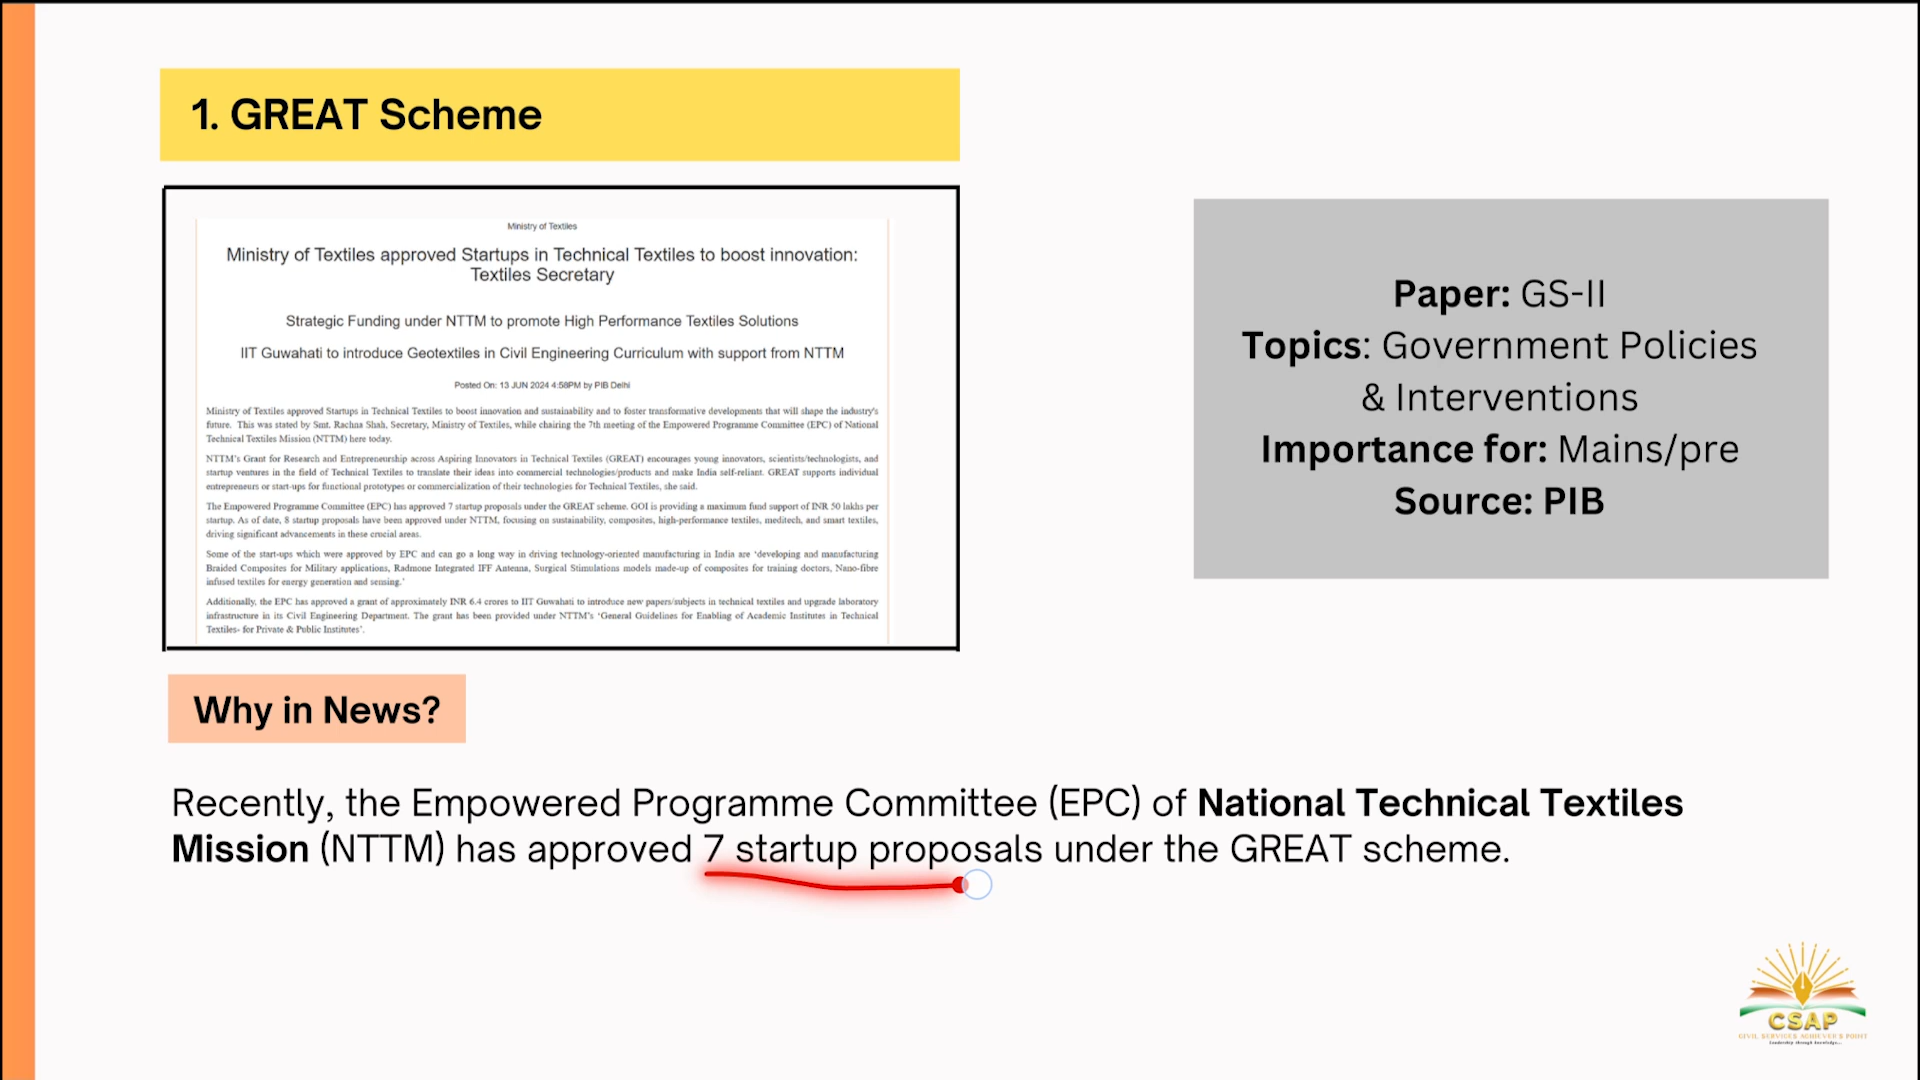 1. GREAT Scheme
Ministry of Textiles
Ministry of Textiles approved Startups in Technical Textiles to boost innovation:
Textiles Secretary
Strategic Funding under NTTM to promote High Performance Textiles Solutions
IIT Guwahati to introduce Geotextiles in Civil Engineering Curriculum with support from NTTM
Posted On: 13 JUN 2024 4:58PM by PIB Delhi
Ministry of Textiles approved Startups in Technical Textiles to boost innovation and sustainability and to foster transformative developments that will shape the industry's
future. This was stated by Smt. Rachna Shah, Secretary, Ministry of Textiles, while chairing the 7th meeting of the Empowered Programme Committee (EPC) of National
Technical Textiles Mission (NTTM) here today.
NTTM's Grant for Research and Entrepreneurship across Aspiring Innovators in Technical Textiles (GREAT) encourages young innovators, scientists/technologists, and
startup ventures in the field of Technical Textiles to translate their ideas into commercial technologies/products and make India self-reliant. GREAT supports individual
entrepreneurs or start-ups for functional prototypes or commercialization of their technologies for Technical Textiles, she said.
The Empowered Programme Committee (EPC) has approved 7 startup proposals under the GREAT scheme. GOI is providing a maximum fund support of INR 50 lakhs per
startup. As of date, 8 startup proposals have been approved under NTTM, focusing on sustainability, composites, high-performance textiles, meditech, and smart textiles,
driving significant advancements in these crucial areas.
Some of the start-ups which were approved by EPC and can go a long way in driving technology-oriented manufacturing in India are 'developing and manufacturing
Braided Composites for Military applications, Radmone Integrated IFF Antenna, Surgical Stimulations models made-up of composites for training doctors, Nano-fibre
infused textiles for energy generation and sensing.'
Additionally, the EPC has approved a grant of approximately INR 6.4 crores to IIT Guwahati to introduce new papers/subjects in technical textiles and upgrade laboratory
infrastructure in its Civil Engineering Department. The grant has been provided under NTTM's 'General Guidelines for Enabling of Academic Institutes in Technical
Textiles- for Private & Public Institutes'.
Paper: GS-II
Topics: Government Policies
& Interventions
Importance for: Mains/pre
Source: PIB
Why in News?
Recently, the Empowered Programme Committee (EPC) of National Technical Textiles
Mission (NTTM) has approved 7 startup proposals under the GREAT scheme.
CSAP
CIVIL SERVICES ACHIEVER'S POINT
Leadership through knowledge...